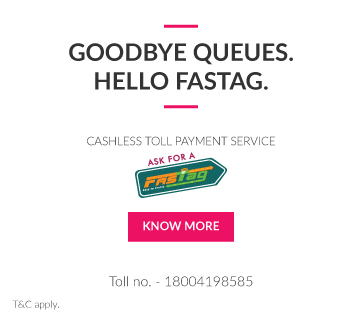 GOODBYE QUEUES.
HELLO FASTAG.
CASHLESS TOLL PAYMENT SERVICE
ASK FOR A
FASTag
KNOW MORE
Toll no. - 18004198585
T&C apply.